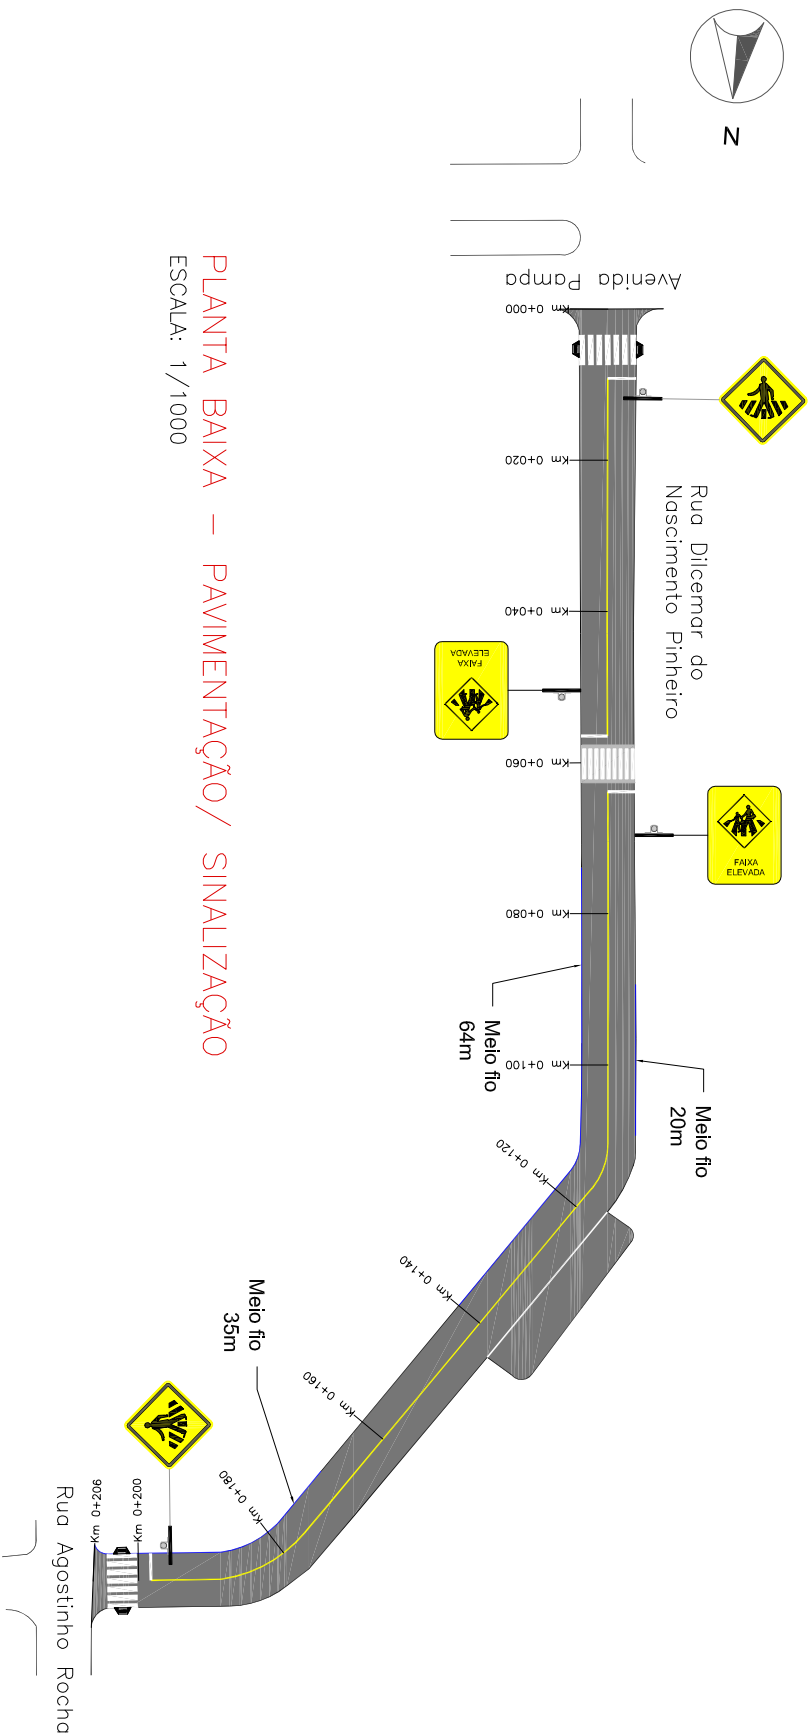 N
Avenida Pampa
Km 0+000
Km 0+020
Rua Dilcemar do
Nascimento Pinheiro
Km 0+040
FAIXA
ELEVADA
Km 0+060
FAIXA
ELEVADA
Km 0+080
Meio fio
64m
Km 0+100
Meio fio
20m
Km 0+120
Km 0+140
Meio fio
35m
Km 0+160
Km 0+180
Km 0+200
Km 0+206
Rua Agostinho Rocha
PLANTA BAIXA - PAVIMENTAÇÃO/ SINALIZAÇÃO
ESCALA: 1/1000